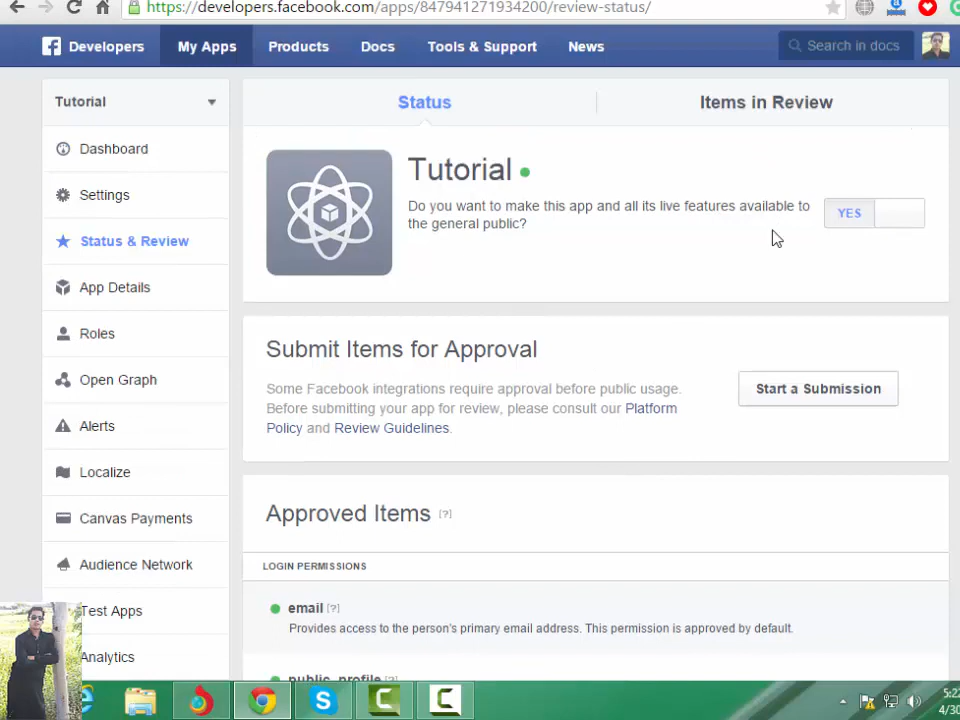 https://developers.facebook.com/apps/847941271934200/review-status/
Developers
My Apps
Products
Docs
Tools & Support
News
Search in docs
Tutorial
Dashboard
Settings
Status & Review
App Details
Roles
Open Graph
Alerts
Localize
Canvas Payments
Audience Network
Test Apps
Analytics
Status
Items in Review
Tutorial
Do you want to make this app and all its live features available to
the general public?
YES
Submit Items for Approval
Some Facebook integrations require approval before public usage.
Before submitting your app for review, please consult our Platform
Policy and Review Guidelines.
Start a Submission
Approved Items [?]
LOGIN PERMISSIONS
email [?]
Provides access to the person's primary email address. This permission is approved by default.
public_profile [?]
5:22
4/30